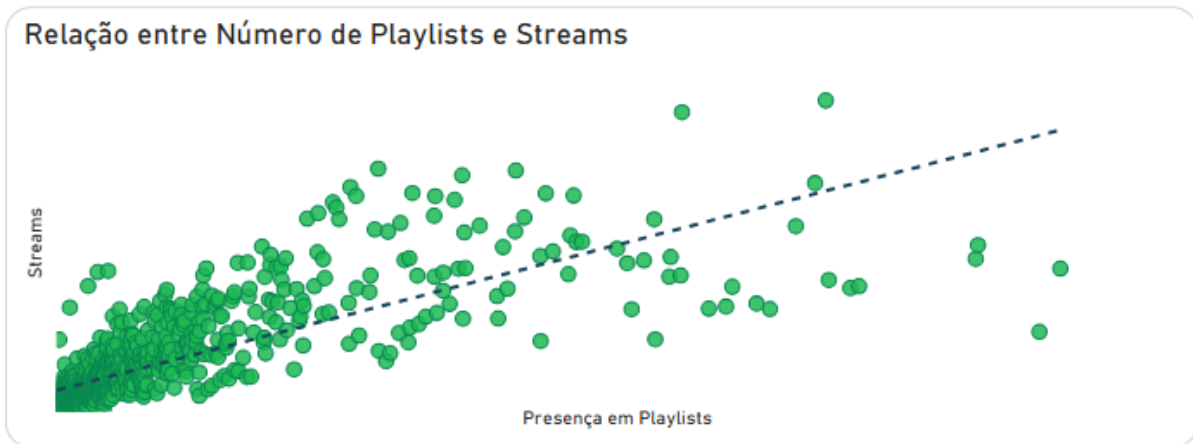 Relação entre Número de Playlists e Streams
Streams
Presença em Playlists